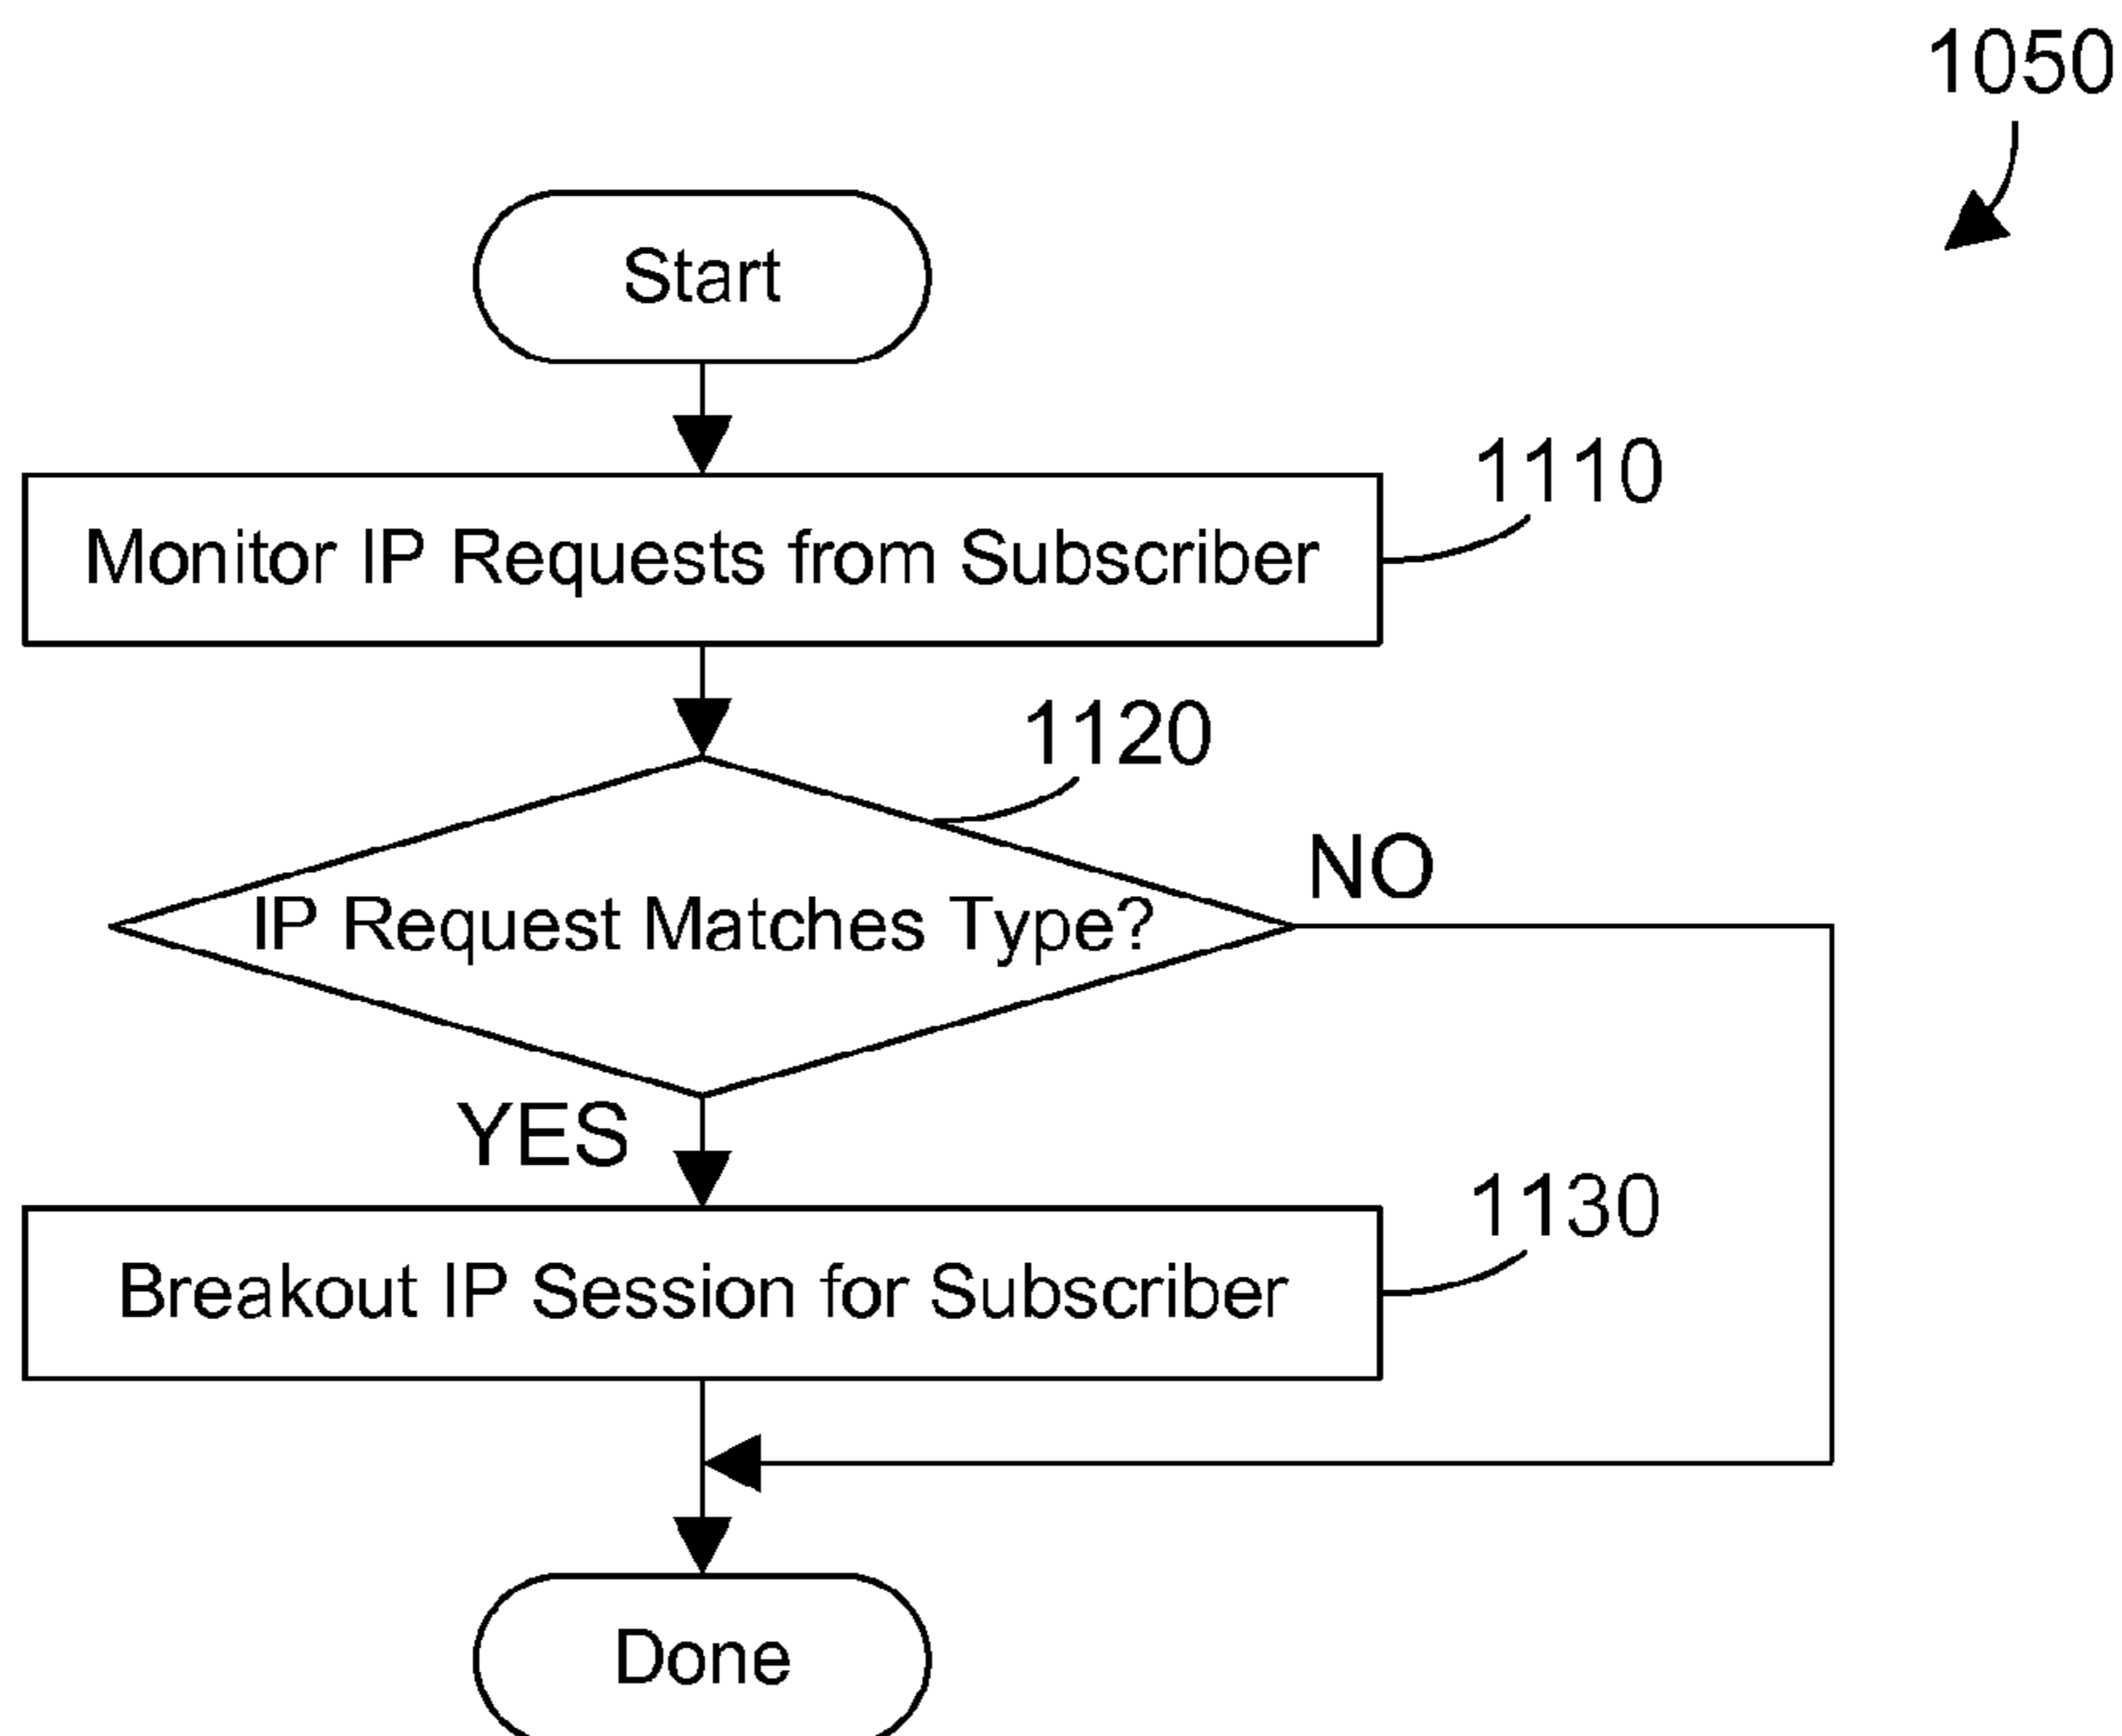 1050
Start
Monitor IP Requests from Subscriber
1110
1120
IP Request Matches Type?
NO
YES
1130
Breakout IP Session for Subscriber
Done